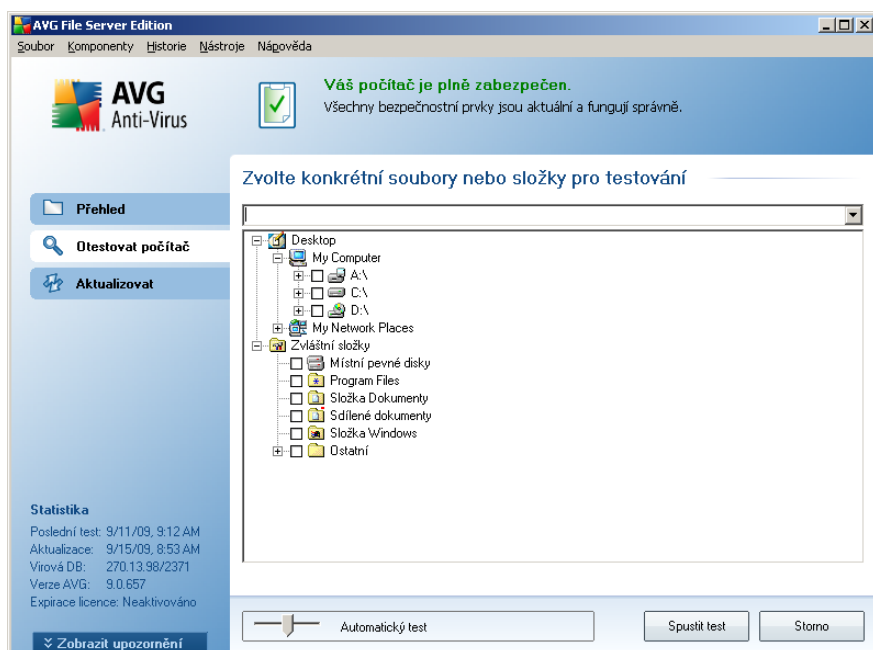 AVG File Server Edition
Soubor Komponenty Historie Nástroje Nápověda
AVG
Anti-Virus
Váš počítač je plně zabezpečen.
Všechny bezpečnostní prvky jsou aktuální a fungují správně.
Zvolte konkrétní soubory nebo složky pro testování
Přehled
Otestovat počítač
Aktualizovat
Desktop
My Computer
A:\
C:\
D:\
My Network Places
Zvláštní složky
Místní pevné disky
Program Files
Složka Dokumenty
Sdílené dokumenty
Složka Windows
Ostatní
Statistika
Poslední test: 9/11/09, 9:12 AM
Aktualizace: 9/15/09, 8:53 AM
Virová DB: 270.13.98/2371
Verze AVG: 9.0.657
Expirace licence: Neaktivováno
Zobrazit upozornění
Automatický test
Spustit test
Storno